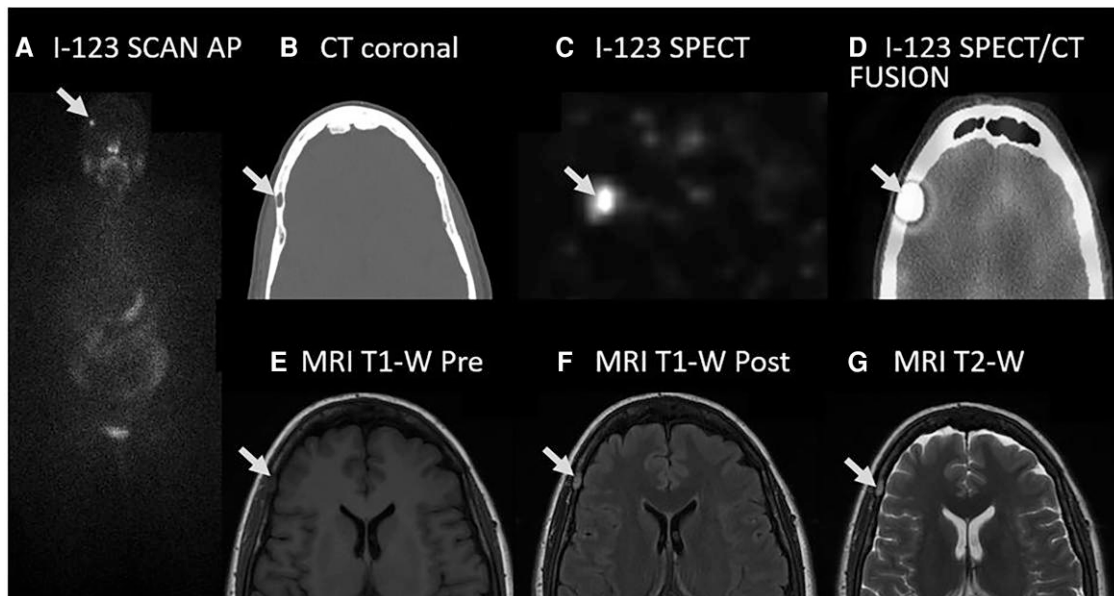 A I-123 SCAN AP
B CT coronal
C I-123 SPECT
D I-123 SPECT/CT
FUSION
E MRI T1-W Pre
F MRI T1-W Post
G MRI T2-W